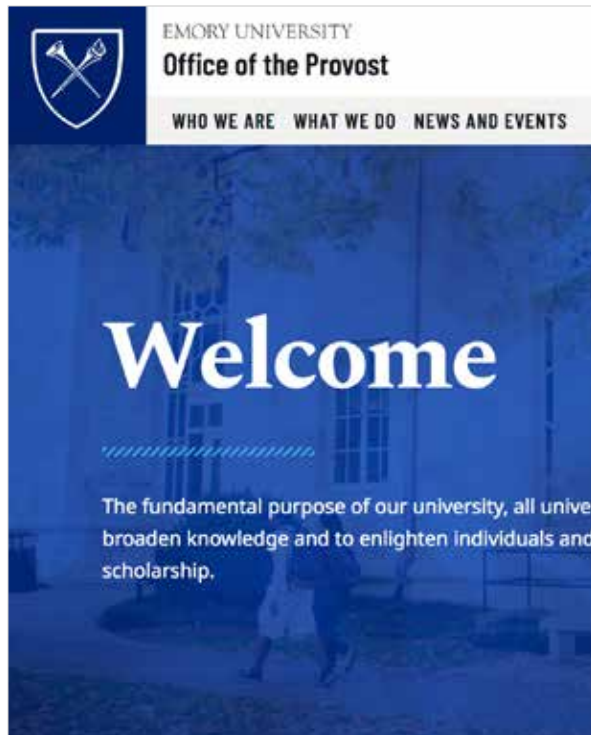 EMORY UNIVERSITY
Office of the Provost
WHO WE ARE WHAT WE DO NEWS AND EVENTS
Welcome
The fundamental purpose of our university, all unive
broaden knowledge and to enlighten individuals and
scholarship.